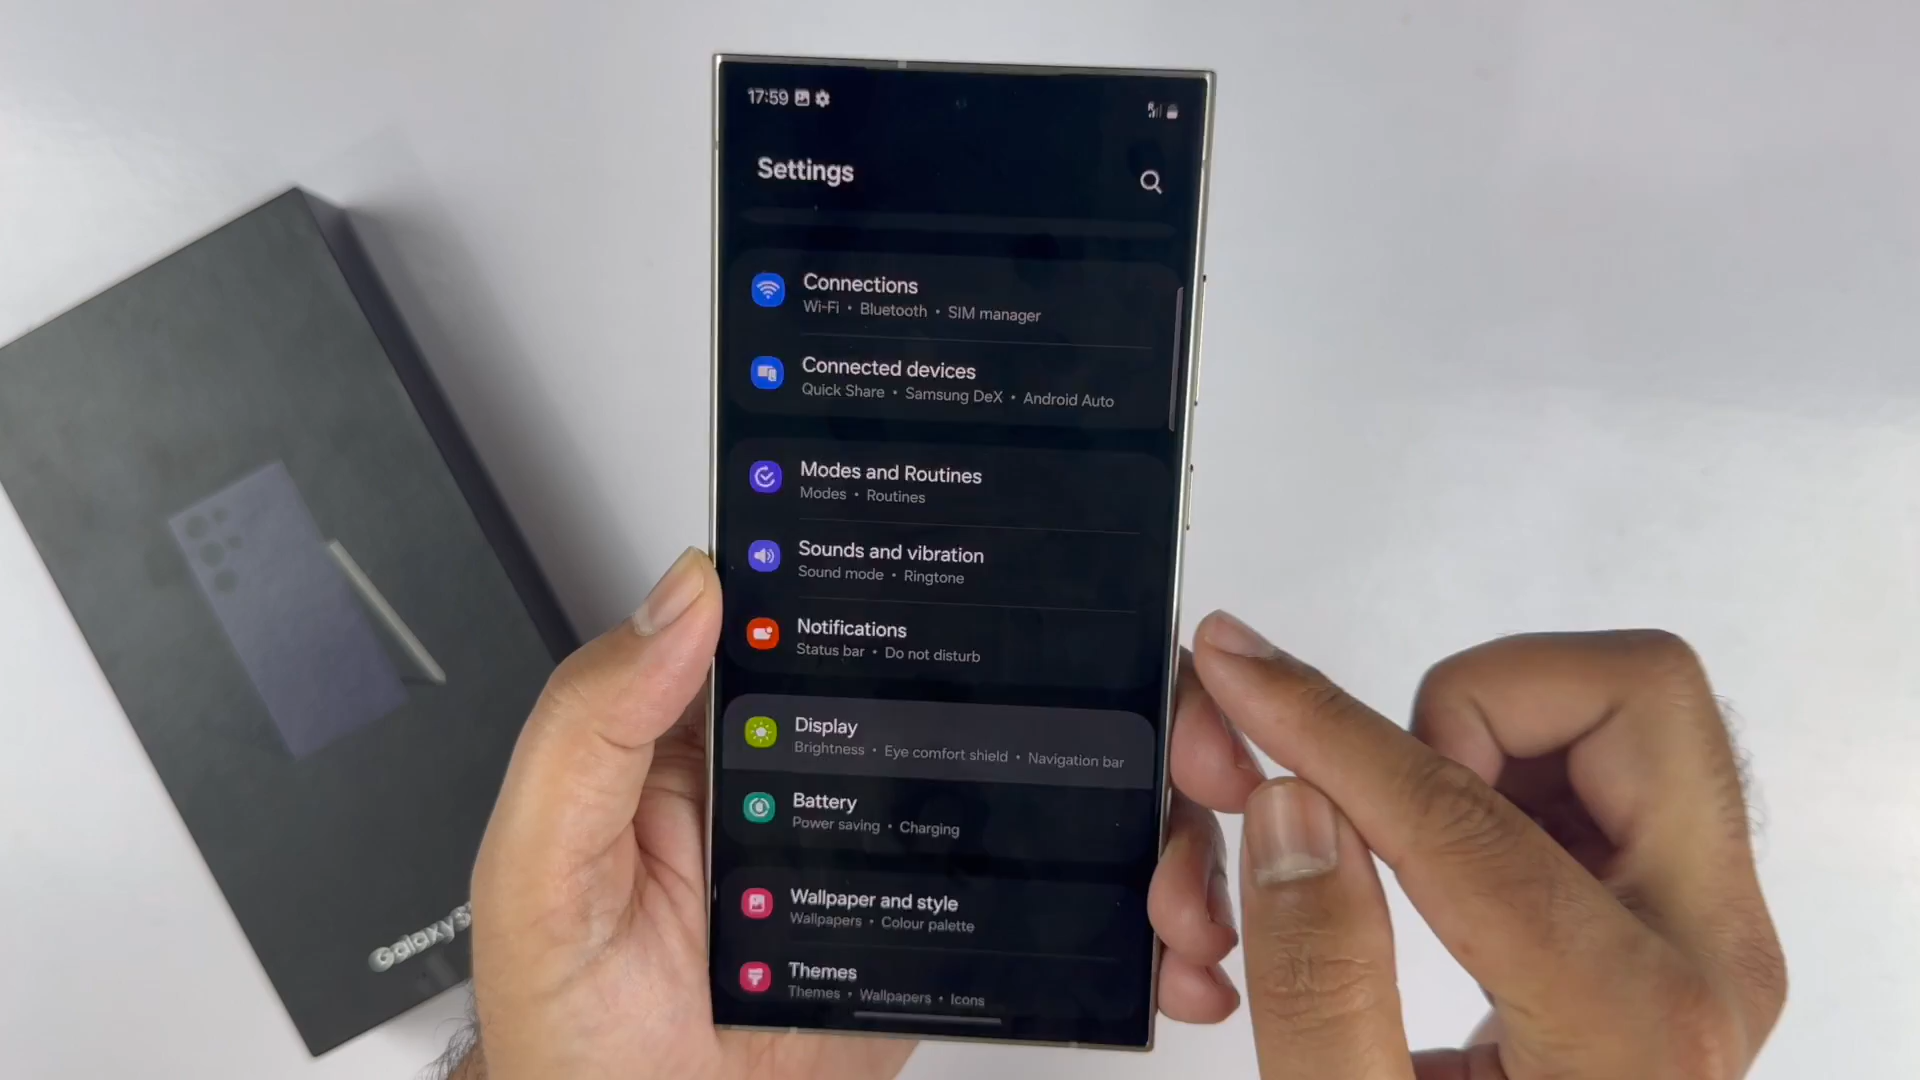 17:59
Settings
Connections
Wi-Fi • Bluetooth • SIM manager
Connected devices
Quick Share • Samsung DeX • Android Auto
Modes and Routines
Modes • Routines
Sounds and vibration
Sound mode • Ringtone
Notifications
Status bar • Do not disturb
Display
Brightness • Eye comfort shield • Navigation bar
Battery
Power saving • Charging
Wallpaper and style
Wallpapers • Colour palette
Themes
Themes • Wallpapers • Icons
Galaxy S